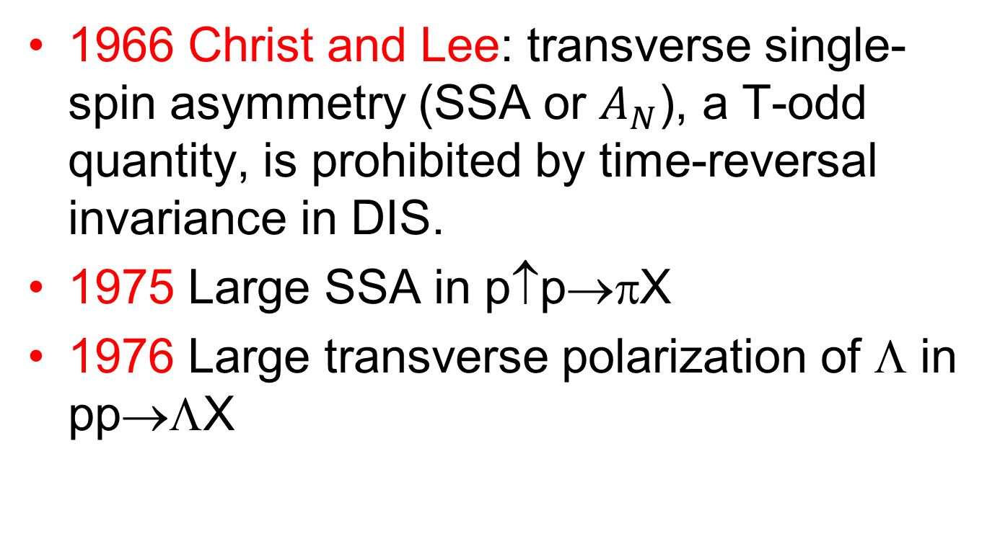 • 1966 Christ and Lee: transverse single-
spin asymmetry (SSA or A_N), a T-odd
quantity, is prohibited by time-reversal
invariance in DIS.
• 1975 Large SSA in p↑p→πX
• 1976 Large transverse polarization of Λ in
pp→ΛX